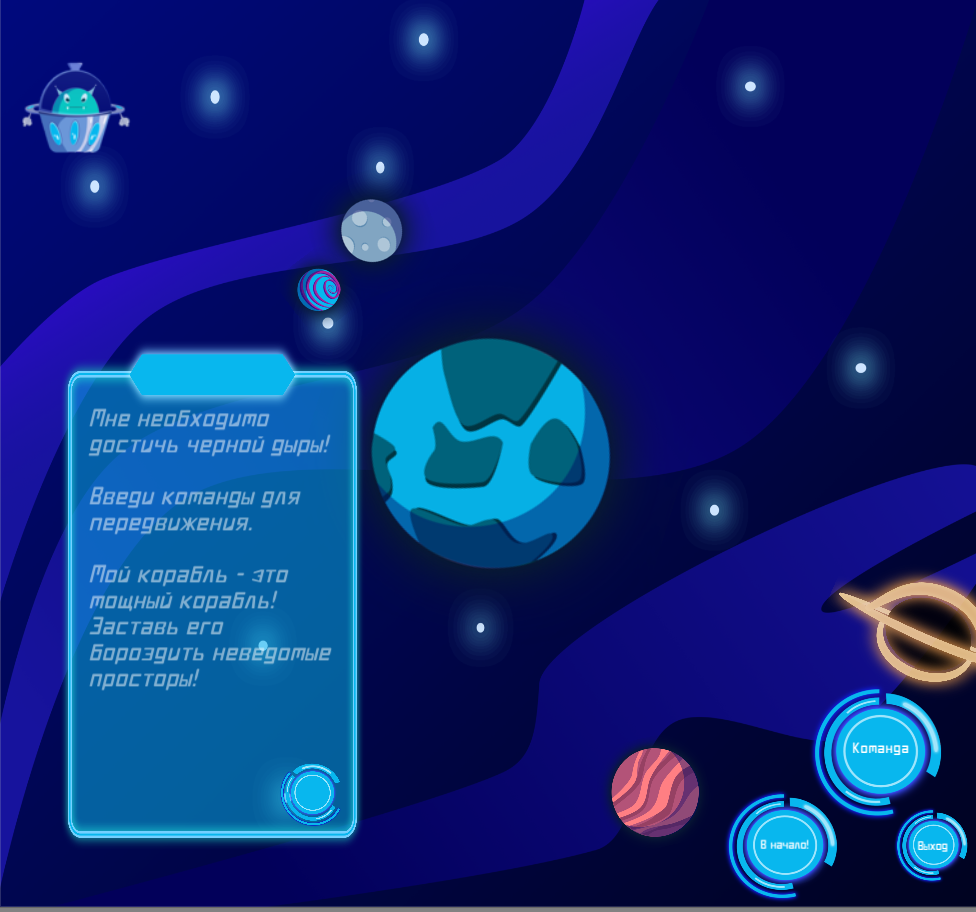 Мне необходимо
достичь черной дыры!
Введи команды для
передвижения.
Мой корабль - это
мощный корабль!
Заставь его
бороздить неведомые
просторы!
Команда
В начало!
Выход